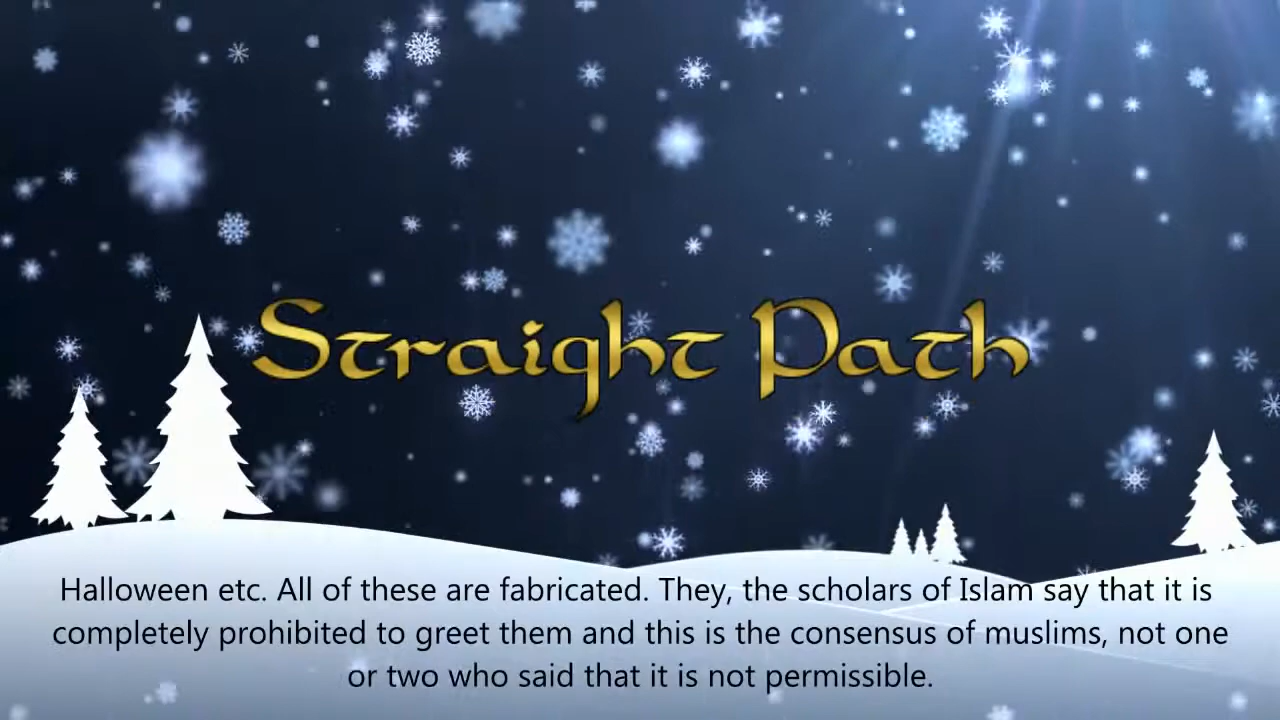 Straight Path
Halloween etc. All of these are fabricated. They, the scholars of Islam say that it is
completely prohibited to greet them and this is the consensus of muslims, not one
or two who said that it is not permissible.